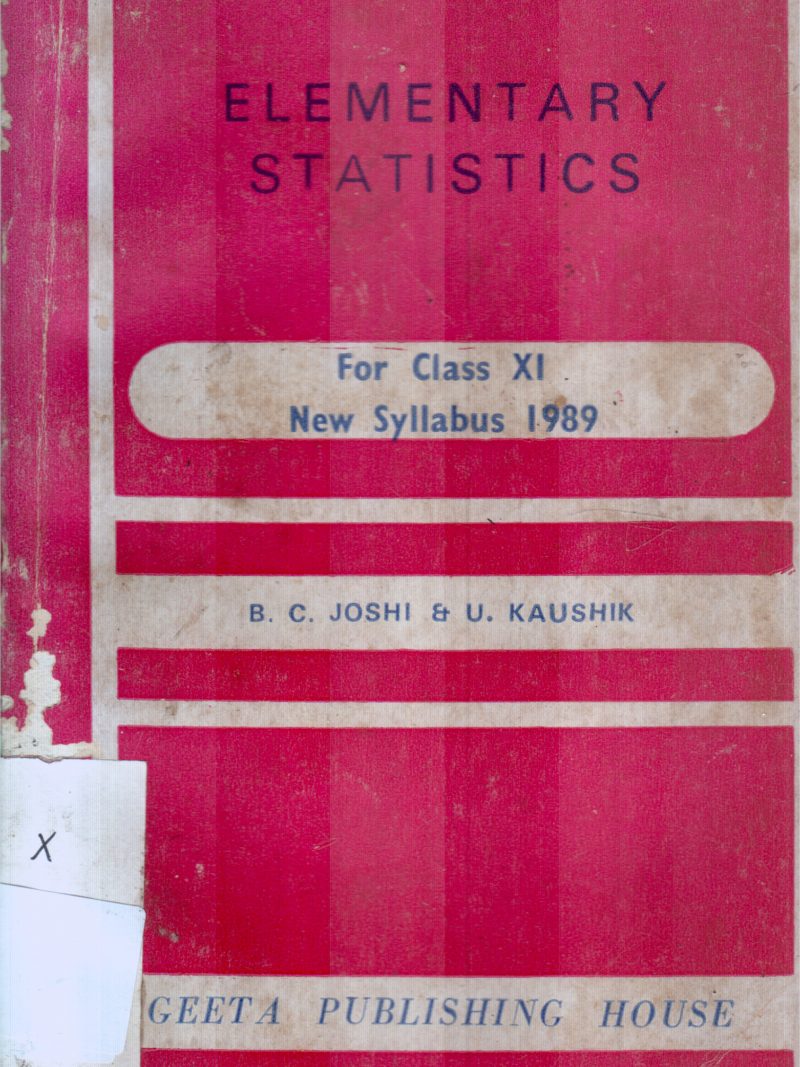 ELEMENTARY
STATISTICS
For Class XI
New Syllabus 1989
B. C. JOSHI & U. KAUSHIK
X
GEETA PUBLISHING HOUSE